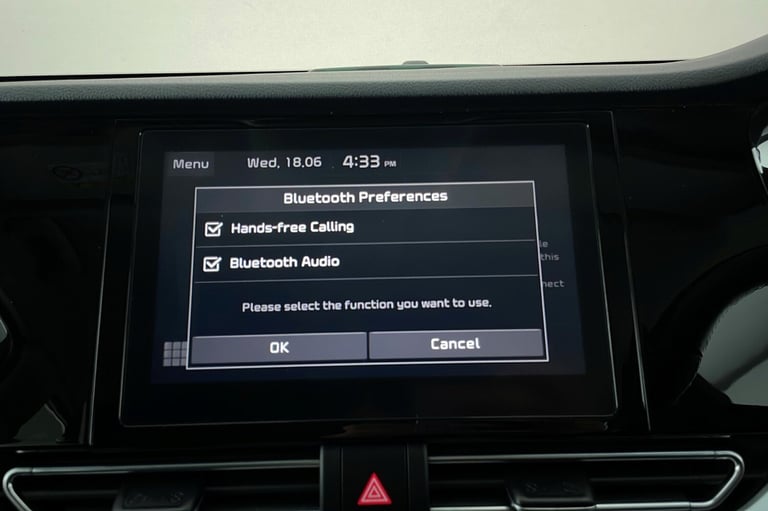 Menu
Wed, 18.06
4:33 PM
Bluetooth Preferences
Hands-free Calling
Bluetooth Audio
Please select the function you want to use.
OK
Cancel
this